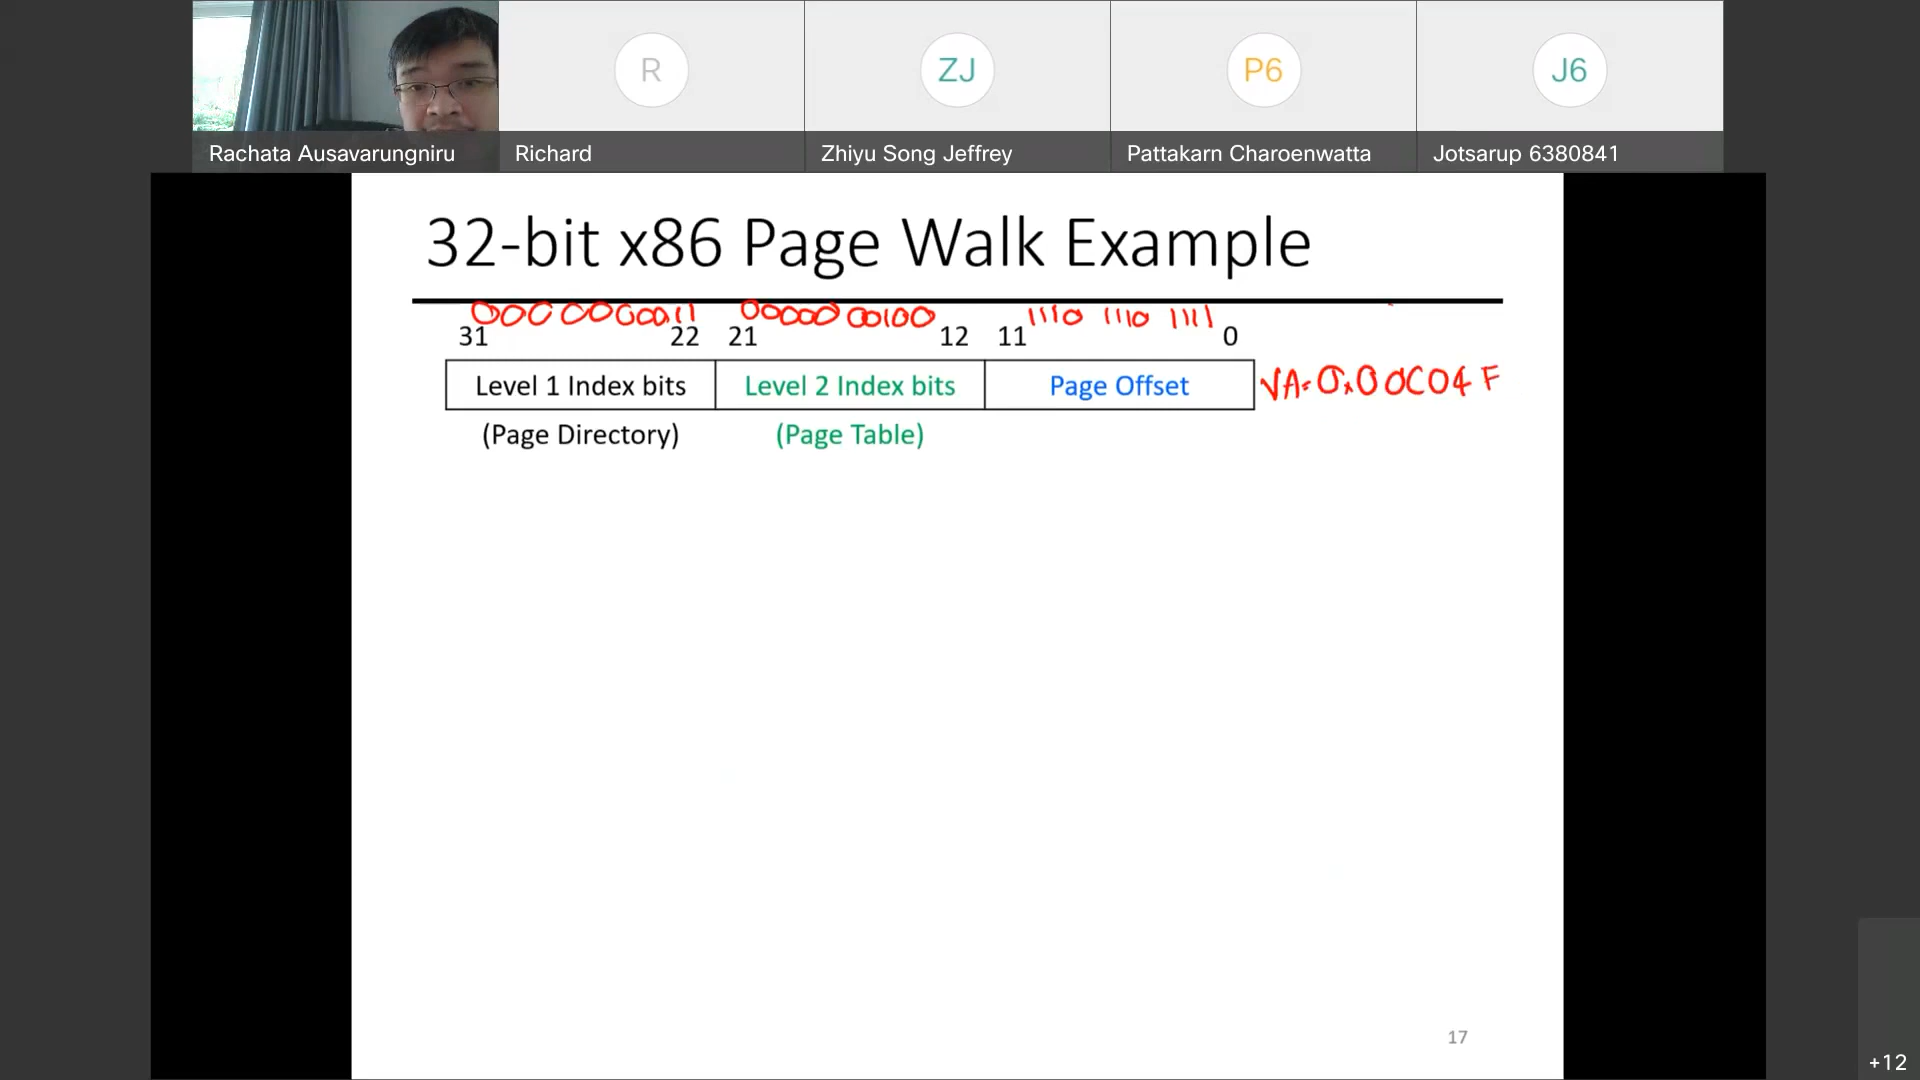 R
ZJ
P6
J6
Rachata Ausavarungniru
Richard
Zhiyu Song Jeffrey
Pattakarn Charoenwatta
Jotsarup 6380841
32-bit x86 Page Walk Example
0000000011 0000000100 1110 1110 1111
31 22 21 12 11 0
Level 1 Index bits Level 2 Index bits Page Offset VA=0x00C04F
(Page Directory) (Page Table)
17
+12